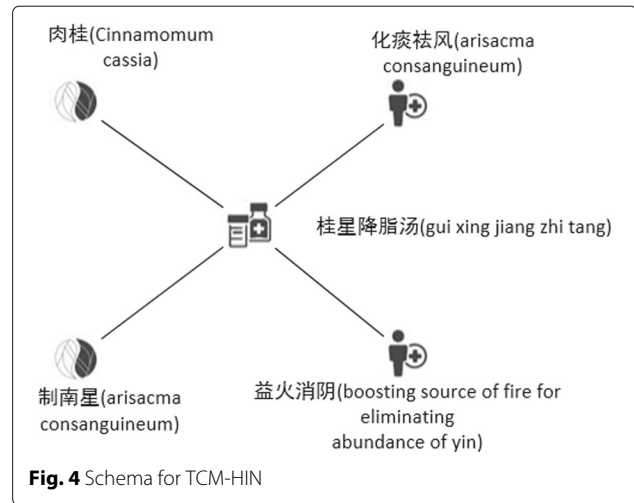 肉桂(Cinnamomum
cassia)
化痰祛风(arisacma
consanguineum)
桂星降脂汤(gui xing jiang zhi tang)
制南星(arisacma
consanguineum)
益火消阴(boosting source of fire for
eliminating
abundance of yin)
Fig. 4 Schema for TCM-HIN